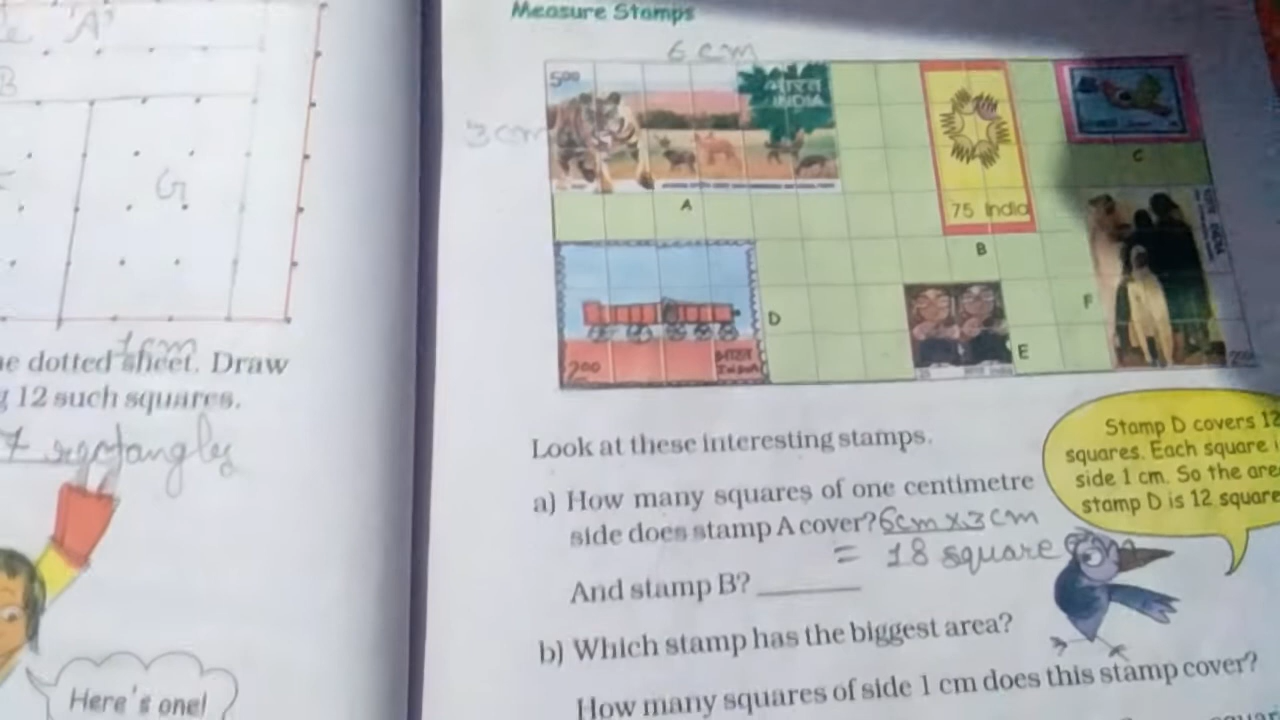 'A'
B
G
1cm
e dotted sheet. Draw
g 12 such squares.
7 rectangles
Here's one!
Measure Stamps
6 cm
3cm
500
भारत
INDIA
A
75 India
B
C
D
200
भारत
E
F
Look at these interesting stamps.
a) How many squares of one centimetre
side does stamp A cover? 6cm x 3cm
= 18 square cm
And stamp B?
b) Which stamp has the biggest area?
How many squares of side 1 cm does this stamp cover?
Stamp D covers 12
squares. Each square i
side 1 cm. So the are
stamp D is 12 square